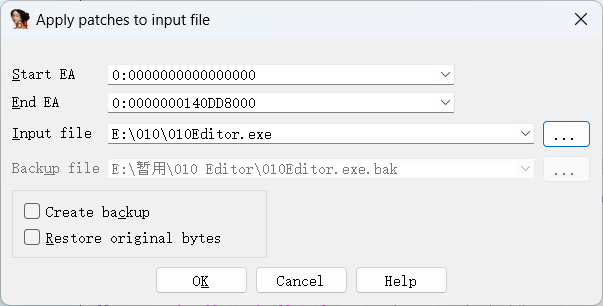 Apply patches to input file
Start EA 0:0000000000000000
End EA 0:0000000140DD8000
Input file E:\010\010Editor.exe ...
Backup file E:\暂用\010 Editor\010Editor.exe.bak ...
Create backup
Restore original bytes
OK Cancel Help